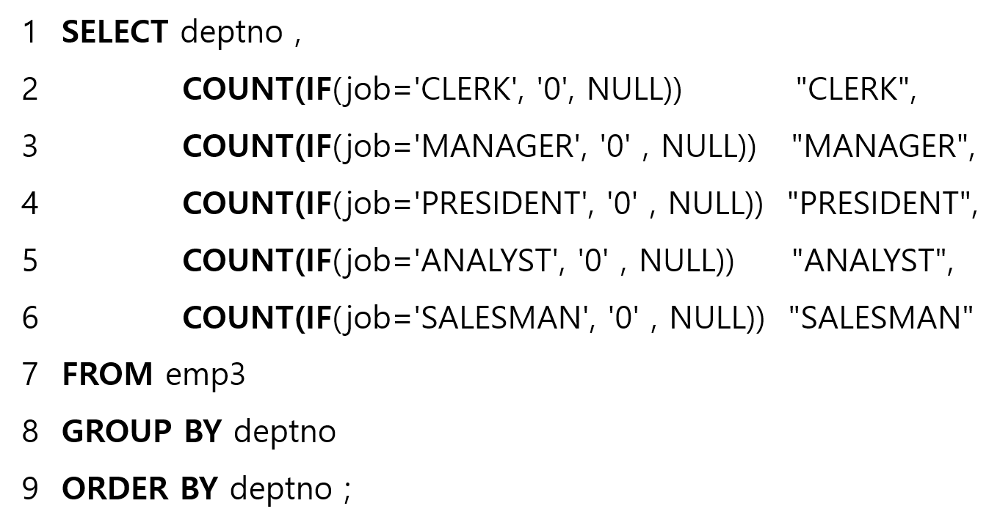 1 SELECT deptno ,
2 COUNT(IF(job='CLERK', '0', NULL)) "CLERK",
3 COUNT(IF(job='MANAGER', '0' , NULL)) "MANAGER",
4 COUNT(IF(job='PRESIDENT', '0' , NULL)) "PRESIDENT",
5 COUNT(IF(job='ANALYST', '0' , NULL)) "ANALYST",
6 COUNT(IF(job='SALESMAN', '0' , NULL)) "SALESMAN"
7 FROM emp3
8 GROUP BY deptno
9 ORDER BY deptno ;